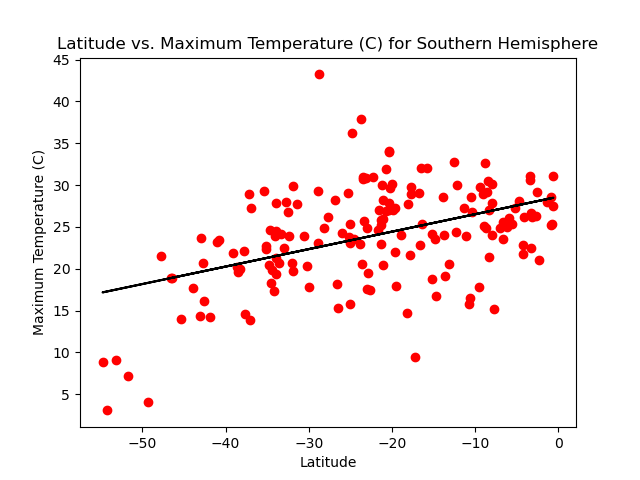 Latitude vs. Maximum Temperature (C) for Southern Hemisphere
45
40
35
30
25
20
15
10
5
Maximum Temperature (C)
−50 −40 −30 −20 −10 0
Latitude